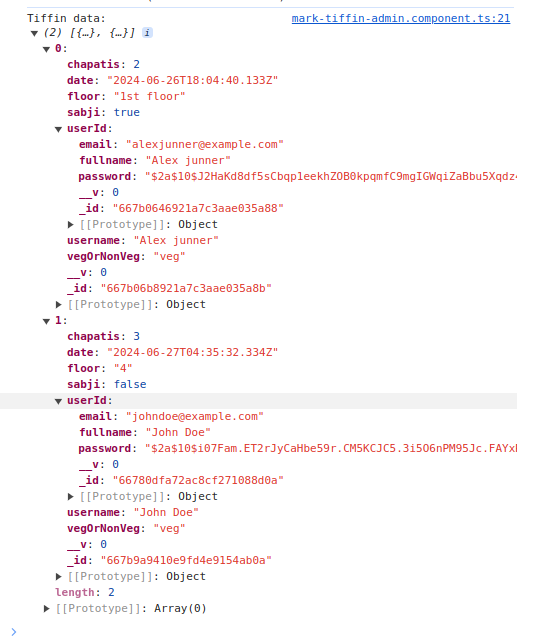 Tiffin data: mark-tiffin-admin.component.ts:21
(2) [{…}, {…}] i
0:
chapatis: 2
date: "2024-06-26T18:04:40.133Z"
floor: "1st floor"
sabji: true
userId:
email: "alexjunner@example.com"
fullname: "Alex junner"
password: "$2a$10$J2HaKd8df5sCbqp1eekhZOB0kpqmfC9mgIGWqiZaBbu5Xqdz
__v: 0
_id: "667b0646921a7c3aae035a88"
[[Prototype]]: Object
username: "Alex junner"
vegOrNonVeg: "veg"
__v: 0
_id: "667b06b8921a7c3aae035a8b"
[[Prototype]]: Object
1:
chapatis: 3
date: "2024-06-27T04:35:32.334Z"
floor: "4"
sabji: false
userId:
email: "johndoe@example.com"
fullname: "John Doe"
password: "$2a$10$i07Fam.ET2rJyCaHbe59r.CM5KCJC5.3i5O6nPM95Jc.FAYx
__v: 0
_id: "66780dfa72ac8cf271088d0a"
[[Prototype]]: Object
username: "John Doe"
vegOrNonVeg: "veg"
__v: 0
_id: "667b9a9410e9fd4e9154ab0a"
[[Prototype]]: Object
length: 2
[[Prototype]]: Array(0)